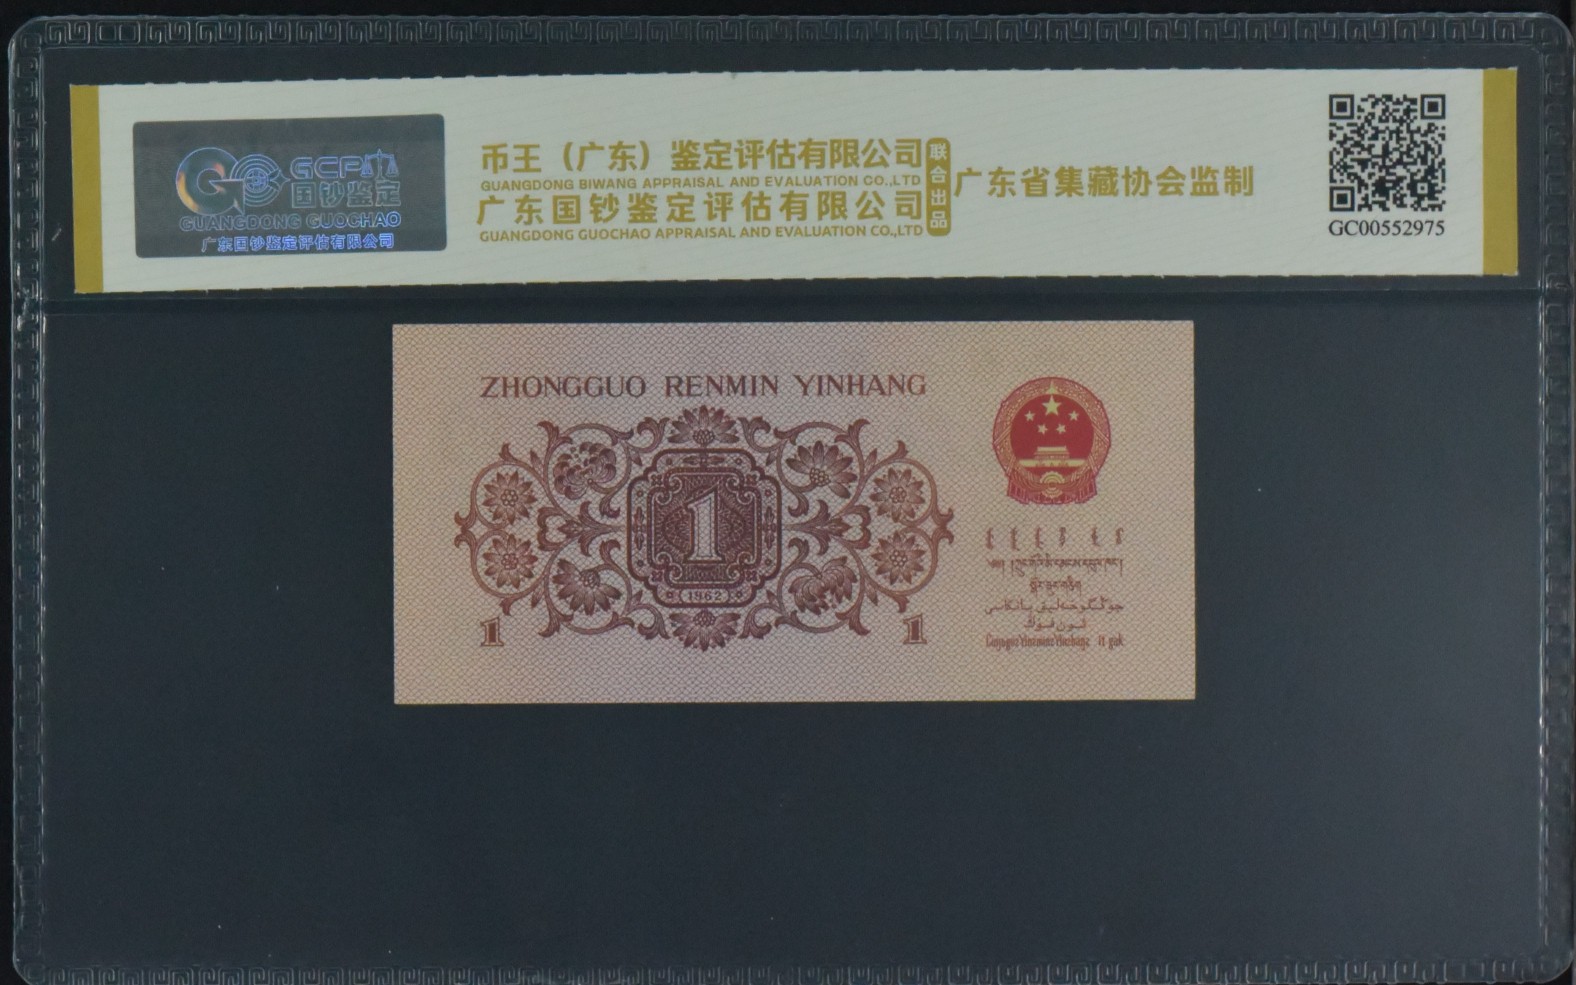 GCP
国钞鉴定
GUANGDONG GUOCHAO
广东国钞鉴定评估有限公司
币王（广东）鉴定评估有限公司
GUANGDONG BIWANG APPRAISAL AND EVALUATION CO.,LTD
广东国钞鉴定评估有限公司
GUANGDONG GUOCHAO APPRAISAL AND EVALUATION CO.,LTD
联合出品
广东省集藏协会监制
GC00552975
ZHONGGUO RENMIN YINHANG
1
1962
1 1